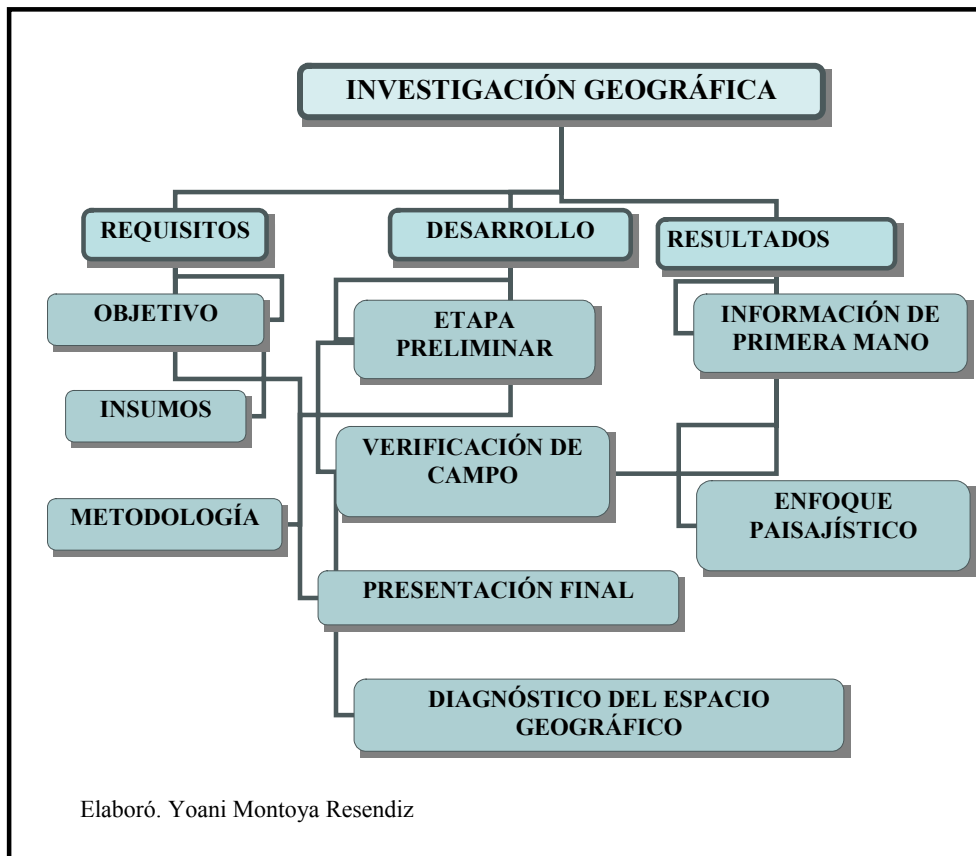 INVESTIGACIÓN GEOGRÁFICA
REQUISITOS
DESARROLLO
RESULTADOS
OBJETIVO
ETAPA
PRELIMINAR
INFORMACIÓN DE
PRIMERA MANO
INSUMOS
VERIFICACIÓN DE
CAMPO
METODOLOGÍA
ENFOQUE
PAISAJÍSTICO
PRESENTACIÓN FINAL
DIAGNÓSTICO DEL ESPACIO
GEOGRÁFICO
Elaboró. Yoani Montoya Resendiz